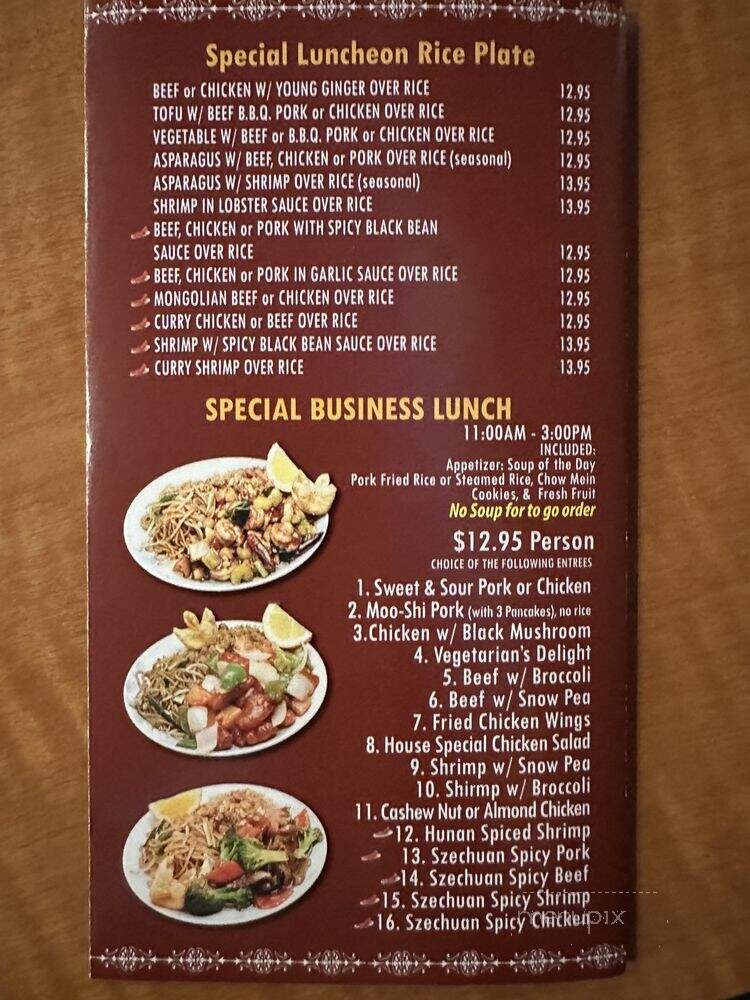 Special Luncheon Rice Plate
BEEF or CHICKEN W/ YOUNG GINGER OVER RICE 12.95
TOFU W/ BEEF B.B.Q. PORK or CHICKEN OVER RICE 12.95
VEGETABLE W/ BEEF or B.B.Q. PORK or CHICKEN OVER RICE 12.95
ASPARAGUS W/ BEEF, CHICKEN or PORK OVER RICE (seasonal) 12.95
ASPARAGUS W/ SHRIMP OVER RICE (seasonal) 13.95
SHRIMP IN LOBSTER SAUCE OVER RICE 13.95
BEEF, CHICKEN or PORK WITH SPICY BLACK BEAN
SAUCE OVER RICE 12.95
BEEF, CHICKEN or PORK IN GARLIC SAUCE OVER RICE 12.95
MONGOLIAN BEEF or CHICKEN OVER RICE 12.95
CURRY CHICKEN or BEEF OVER RICE 12.95
SHRIMP W/ SPICY BLACK BEAN SAUCE OVER RICE 13.95
CURRY SHRIMP OVER RICE 13.95
SPECIAL BUSINESS LUNCH
11:00AM - 3:00PM
INCLUDED:
Appetizer: Soup of the Day
Pork Fried Rice or Steamed Rice, Chow Mein
Cookies, & Fresh Fruit
No Soup for to go order
$12.95 Person
CHOICE OF THE FOLLOWING ENTREES
1. Sweet & Sour Pork or Chicken
2. Moo-Shi Pork (with 3 Pancakes), no rice
3.Chicken w/ Black Mushroom
4. Vegetarian's Delight
5. Beef w/ Broccoli
6. Beef w/ Snow Pea
7. Fried Chicken Wings
8. House Special Chicken Salad
9. Shrimp w/ Snow Pea
10. Shirmp w/ Broccoli
11. Cashew Nut or Almond Chicken
12. Hunan Spiced Shrimp
13. Szechuan Spicy Pork
14. Szechuan Spicy Beef
15. Szechuan Spicy Shrimp
16. Szechuan Spicy Chicken
menupix